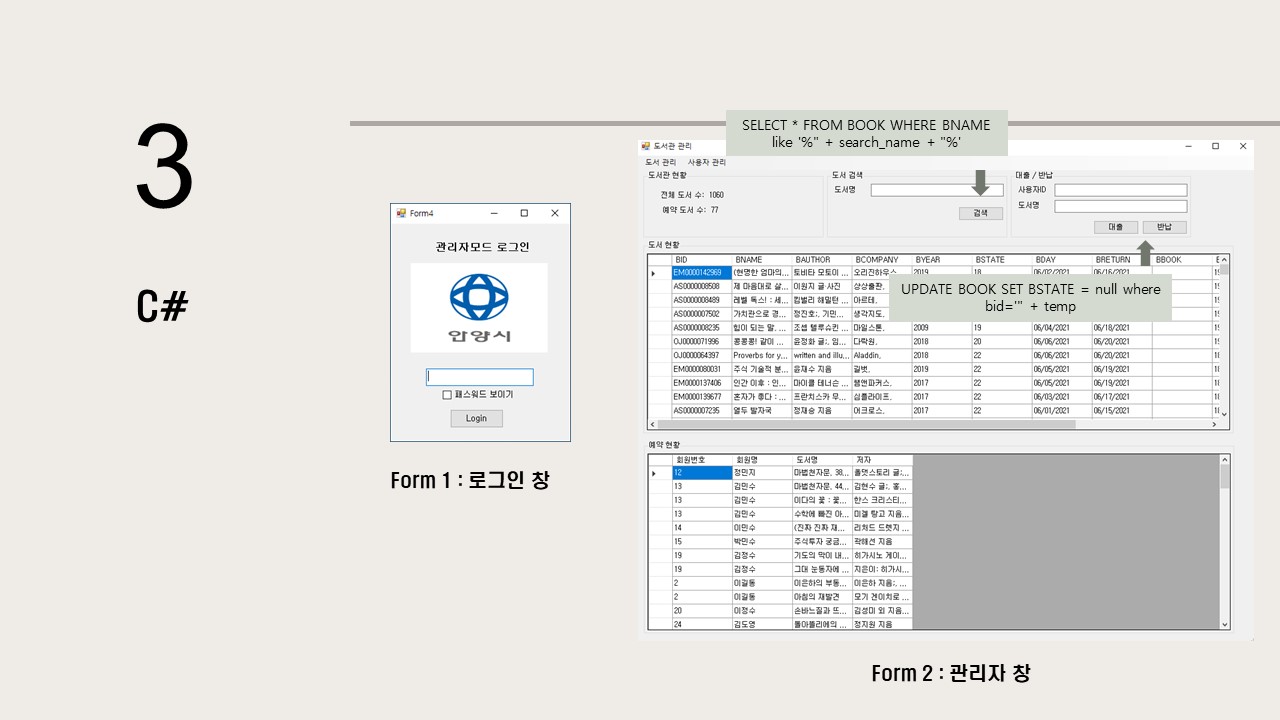 3
C#
Form4
관리자모드 로그인
안양시
패스워드 보이기
Login
Form 1 : 로그인 창
SELECT * FROM BOOK WHERE BNAME
like '%" + search_name + "%'
도서관 관리
도서 관리 사용자 관리
도서관 현황
전체 도서 수: 1060
예약 도서 수: 77
도서 검색
도서명
검색
대출 / 반납
사용자ID
도서명
대출 반납
도서 현황
BID BNAME BAUTHOR BCOMPANY BYEAR BSTATE BDAY BRETURN BBOOK
EM0000142969 (현명한 엄마의... 토비타 모토이 ... 오리진하우스 2019 18 06/02/2021 06/16/2021
AS0000008508 제 마음대로 살... 이원지 글·사진 상상출판,
AS0000008489 레벨 독스! : 세... 킴벌리 해밀턴 ... 아르테,
AS0000007502 가치관으로 경... 정진호;, 기민... 생각지도,
UPDATE BOOK SET BSTATE = null where
bid='" + temp
AS0000008235 힘이 되는 말, ... 조셉 텔루슈킨 ... 마일스톤, 2009 19 06/04/2021 06/18/2021
OJ0000071996 콩콩콩! 같이 ... 윤정화 글;, 임... 다락원, 2018 20 06/06/2021 06/20/2021
OJ0000064397 Proverbs for y... written and illu... Aladdin, 2018 22 06/06/2021 06/20/2021
EM0000080031 주식 기술적 분... 윤재수 지음 길벗, 2019 22 06/05/2021 06/19/2021
EM0000137406 인간 이후 : 인... 마이클 테너슨 ... 쌤앤파커스, 2017 22 06/05/2021 06/19/2021
EM0000139677 혼자가 좋다 : ... 프란치스카 무... 심플라이프, 2017 22 06/03/2021 06/17/2021
AS0000007235 열두 발자국 정재승 지음 어크로스, 2017 22 06/01/2021 06/15/2021
예약 현황
회원번호 회원명 도서명 저자
12 정민지 마법천자문, 38... 올댓스토리 글;...
13 김민수 마법천자문, 44... 김현수 글;, 홍...
13 김민수 이다의 꽃 : 꽃... 한스 크리스티...
13 김민수 수학에 빠진 아... 미겔 탕고 지음...
14 이민수 (진짜 진짜 재... 리처드 드렛지 ...
15 박민수 주식투자 궁금... 곽해선 지음
19 김정수 기도의 막이 내... 히가시노 게이...
19 김정수 그대 눈동자에 ... 지은이: 히가시...
2 이길동 이은하의 부동... 이은하 지음;, ...
2 이길동 아침의 재발견 모기 겐이치로 ...
20 이정수 손바느질과 뜨... 김성미 외 지음...
24 김도영 돌아올리에의 ... 정지원 지음
Form 2 : 관리자 창